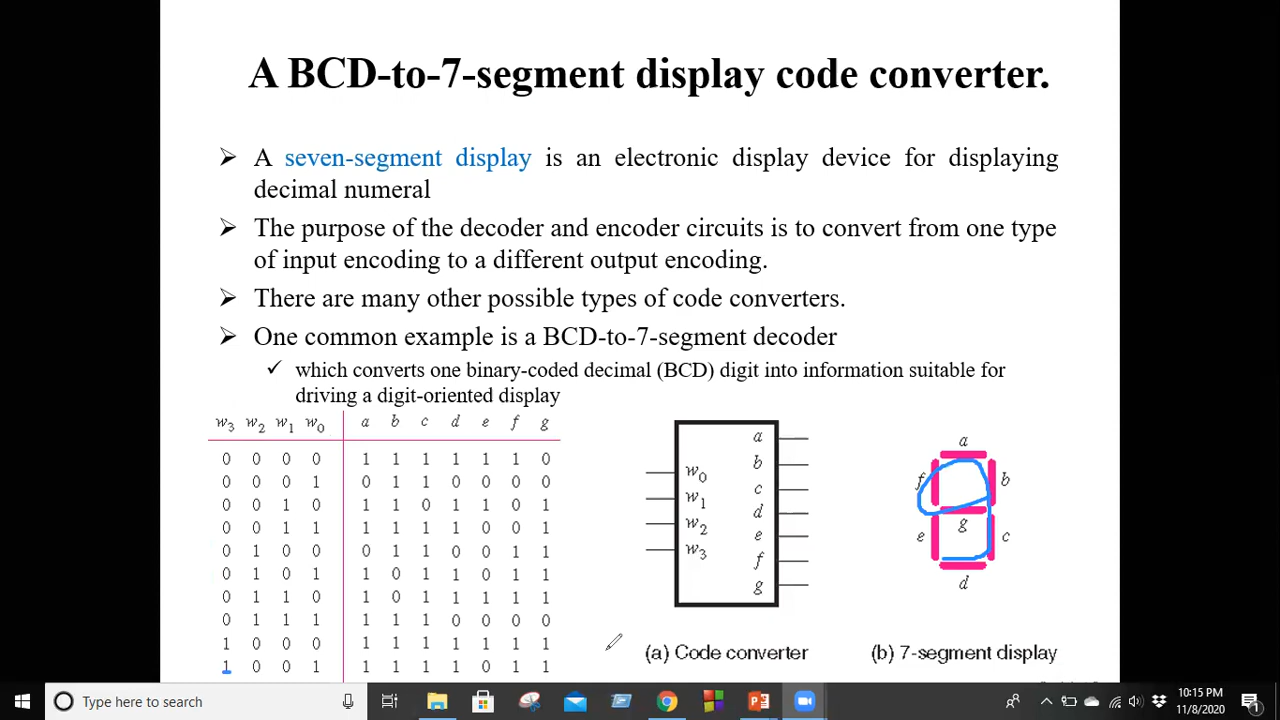 A BCD-to-7-segment display code converter.
A seven-segment display is an electronic display device for displaying
decimal numeral
The purpose of the decoder and encoder circuits is to convert from one type
of input encoding to a different output encoding.
There are many other possible types of code converters.
One common example is a BCD-to-7-segment decoder
which converts one binary-coded decimal (BCD) digit into information suitable for
driving a digit-oriented display
w3 w2 w1 w0 a b c d e f g
0 0 0 0 1 1 1 1 1 1 0
0 0 0 1 0 1 1 0 0 0 0
0 0 1 0 1 1 0 1 1 0 1
0 0 1 1 1 1 1 1 0 0 1
0 1 0 0 0 1 1 0 0 1 1
0 1 0 1 1 0 1 1 0 1 1
0 1 1 0 1 0 1 1 1 1 1
0 1 1 1 1 1 1 0 0 0 0
1 0 0 0 1 1 1 1 1 1 1
1 0 0 1 1 1 1 1 0 1 1
a
b
w0
c
w1
d
w2
e
w3
f
g
(a) Code converter
a
f b
g
e c
d
(b) 7-segment display
Type here to search
10:15 PM
11/8/2020
1